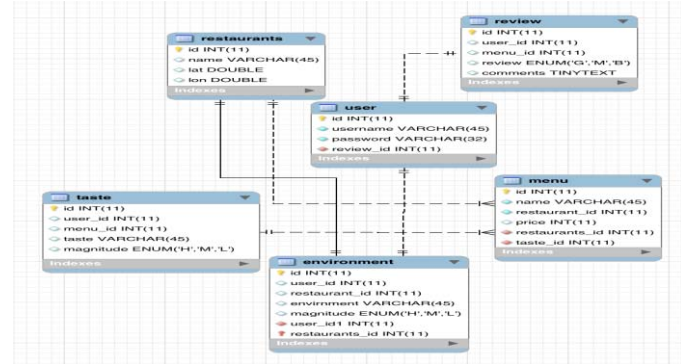 restaurants
id INT(11)
name VARCHAR(45)
lat DOUBLE
lon DOUBLE
Indexes
review
id INT(11)
user_id INT(11)
menu_id INT(11)
review ENUM('G','M','B')
comments TINYTEXT
Indexes
user
id INT(11)
username VARCHAR(45)
password VARCHAR(32)
review_id INT(11)
Indexes
menu
id INT(11)
name VARCHAR(45)
restaurant_id INT(11)
price INT(11)
restaurants_id INT(11)
taste_id INT(11)
Indexes
taste
id INT(11)
user_id INT(11)
menu_id INT(11)
taste VARCHAR(45)
magnitude ENUM('H','M','L')
Indexes
environment
id INT(11)
user_id INT(11)
restaurant_id INT(11)
envirnment VARCHAR(45)
magnitude ENUM('H','M','L')
user_id1 INT(11)
restaurants_id INT(11)
Indexes